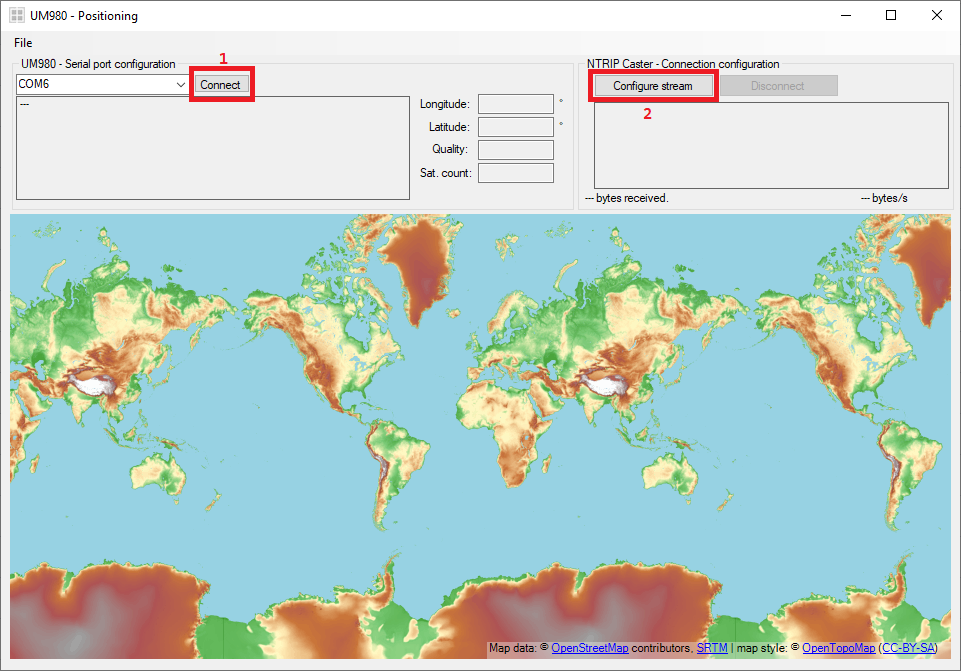 UM980 - Positioning
File
1
UM980 - Serial port configuration
NTRIP Caster - Connection configuration
COM6
Connect
Configure stream
Disconnect
---
Longitude:
°
2
Latitude:
°
Quality:
Sat. count:
--- bytes received.
--- bytes/s
Map data: © OpenStreetMap contributors, SRTM | map style: © OpenTopoMap (CC-BY-SA)